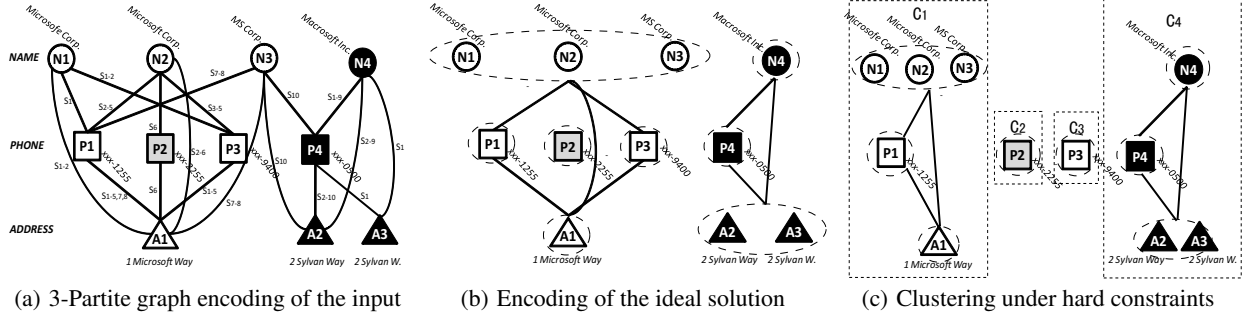 Microsofe Corp.
Microsoft Corp.
MS Corp.
Macrosoft Inc.
NAME
N1
N2
N3
N4
S1-2
S7-8
S1
S2-5
S3-5
S10
S1-9
S6
S2-9
S1
PHONE
P1
P2
P3
P4
xxx-1255
xxx-2255
xxx-9400
xxx-0500
S1-2
S2-6
S10
S1-5,7,8
S6
S1-5
S7-8
S2-10
S1
ADDRESS
A1
A2
A3
1 Microsoft Way
2 Sylvan Way
2 Sylvan W.
(a) 3-Partite graph encoding of the input
Microsofe Corp.
Microsoft Corp.
MS Corp.
Macrosoft Inc.
N1
N2
N3
N4
P1
P2
P3
P4
xxx-1255
xxx-2255
xxx-9400
xxx-0500
A1
A2
A3
1 Microsoft Way
2 Sylvan Way
2 Sylvan W.
(b) Encoding of the ideal solution
C1
C4
Microsofe Corp.
Microsoft Corp.
MS Corp.
Macrosoft Inc.
N1
N2
N3
N4
C2
C3
P1
P2
P3
P4
xxx-1255
xxx-2255
xxx-9400
xxx-0500
A1
A2
A3
1 Microsoft Way
2 Sylvan Way
2 Sylvan W.
(c) Clustering under hard constraints